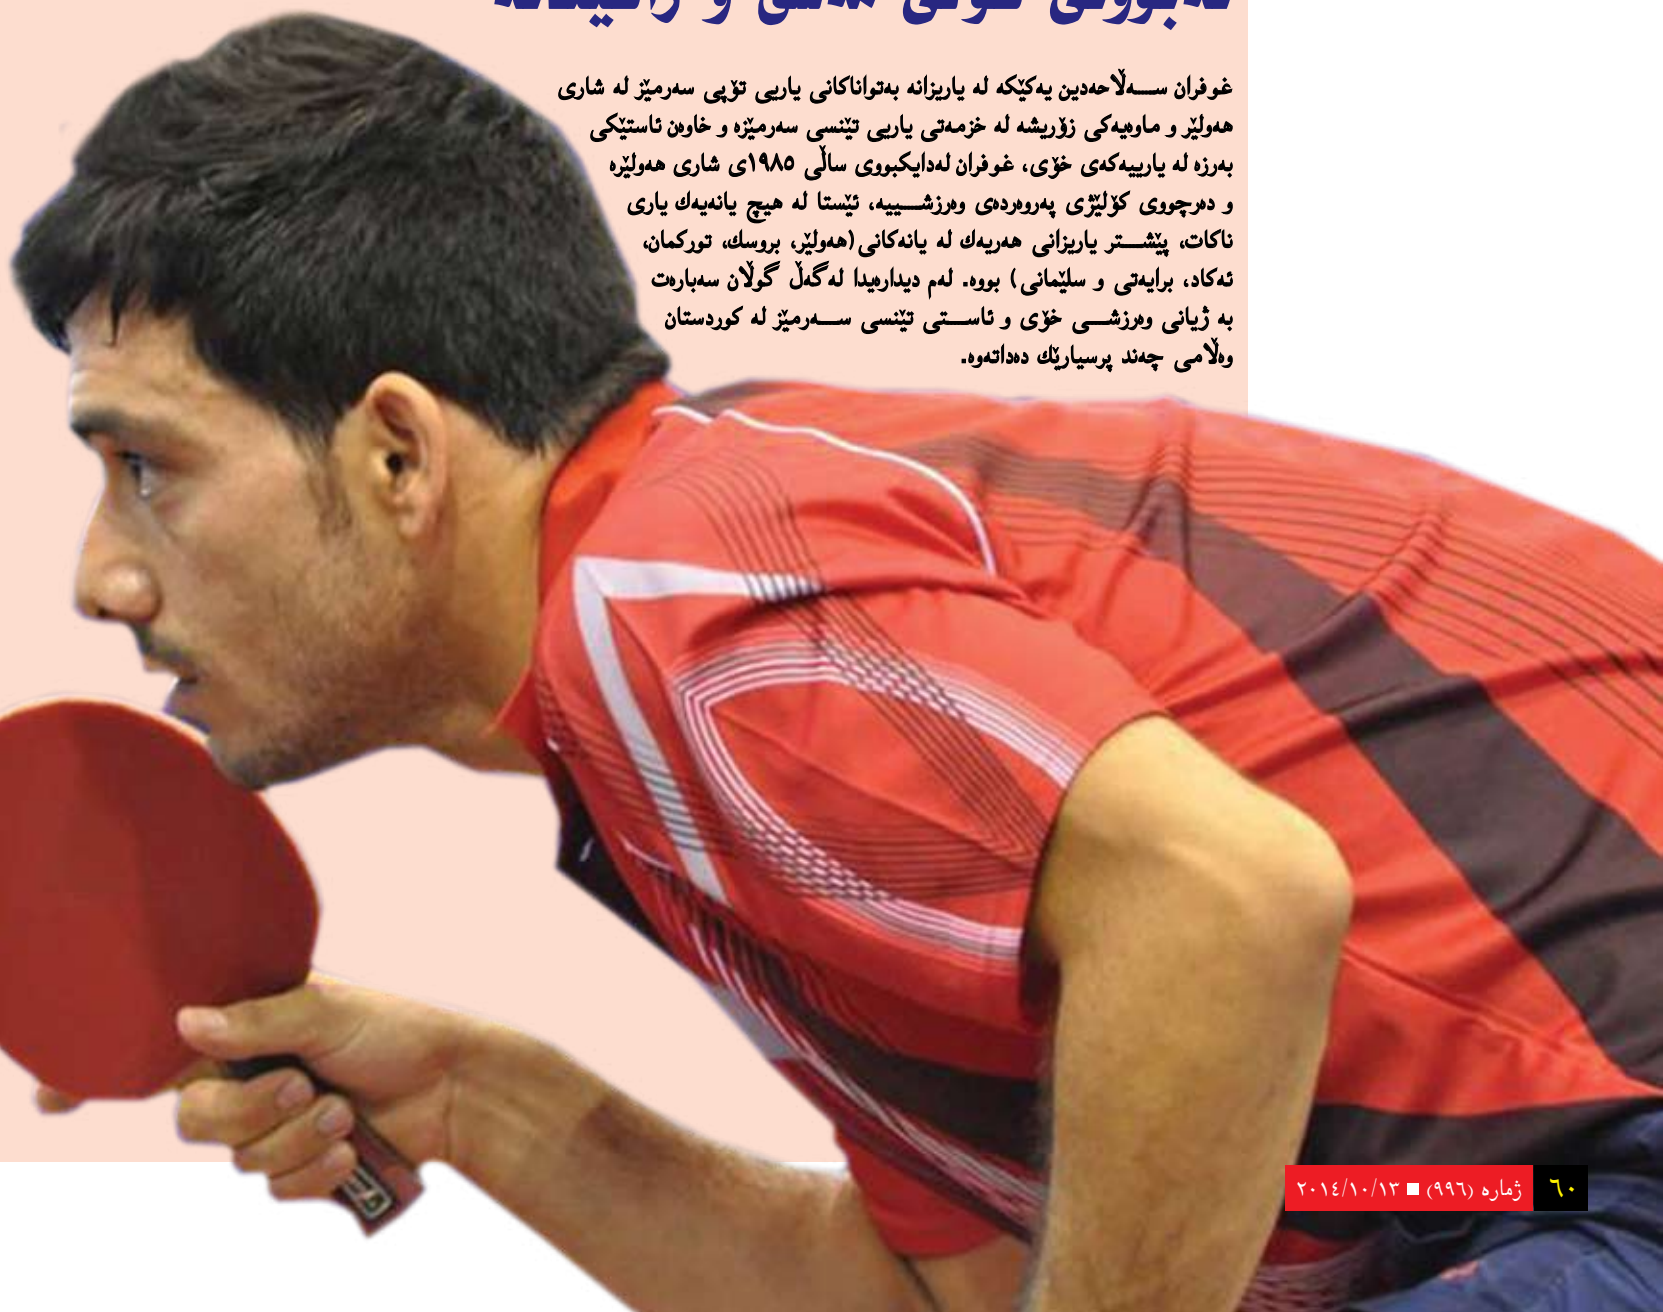 و
غوفران سەڵاحەدین یەکێکە لە یاریزانە بەتواناکانی یاریی تۆپی سەرمێز لە شاری
هەولێر و ماوەیەکی زۆریشە لە خزمەتی یاریی تێنسی سەرمێزە و خاوەن ئاستێکی
بەرزە لە یارییەکەی خۆی، غوفران لەدایکبووی ساڵی ١٩٨٥ی شاری هەولێرە
و دەرچووی کۆلێژی پەروەردەی وەرزشییە، ئێستا لە هیچ یانەیەك یاری
ناکات، پێشتر یاریزانی هەریەك لە یانەکانی(هەولێر، بروسك، تورکمان،
ئەکاد، برایەتی و سلێمانی) بووە. لەم دیدارەیدا لەگەڵ گوڵان سەبارەت
بە ژیانی وەرزشی خۆی و ئاستی تێنسی سەرمێز لە کوردستان
وەڵامی چەند پرسیارێك دەداتەوە.
٦٠ ژمارە (٩٩٦) ■ ٢٠١٤/١٠/١٣